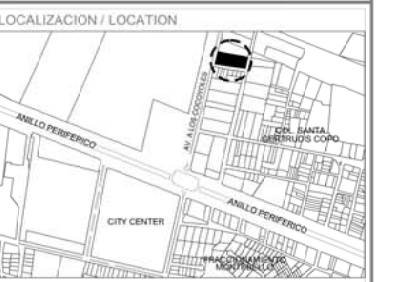 LOCALIZACION / LOCATION
AV. A LOS COCOYOLES
ANILLO PERIFERICO
COL. SANTA
GERTRUDIS COPO
CITY CENTER
ANILLO PERIFERICO
FRACCIONAMIENTO
MONTEBELLO